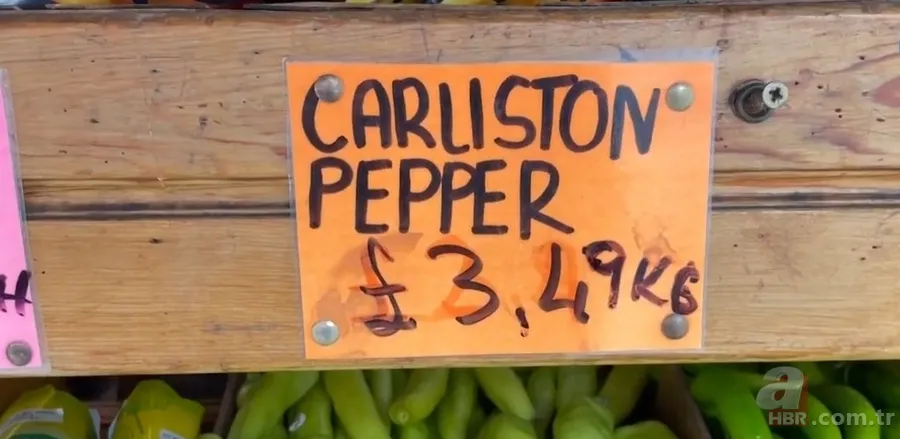 CARLISTON
PEPPER
£3,49KG
H
a
HBR.com.tr